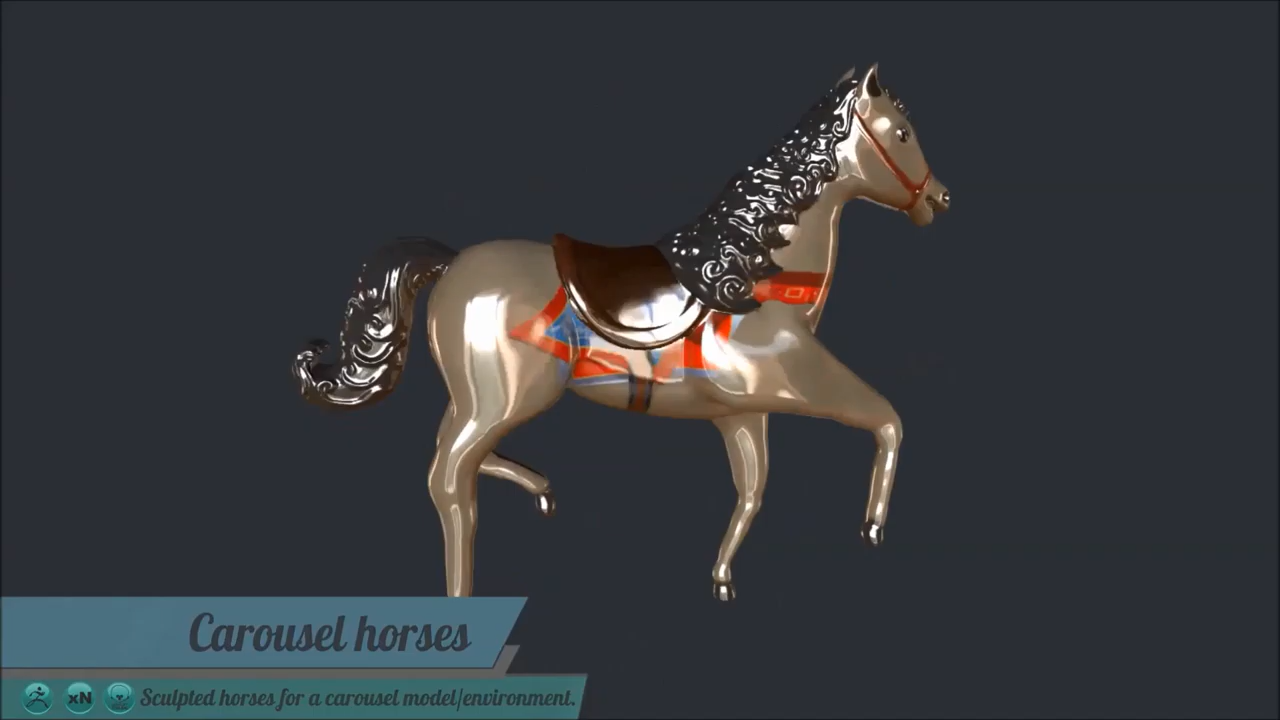 Carousel horses
xN
Sculpted horses for a carousel model/environment.